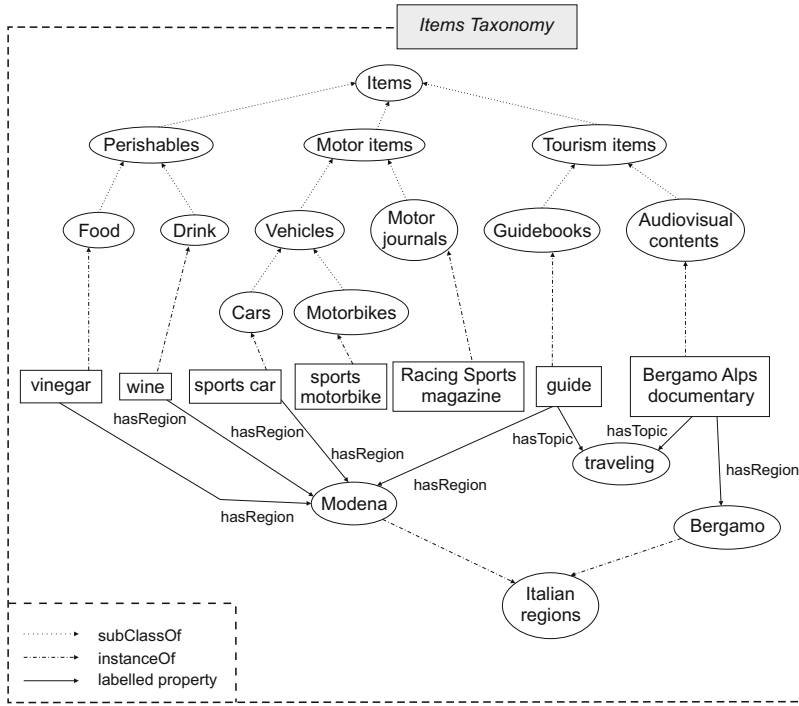 Items Taxonomy
Items
Perishables
Motor items
Tourism items
Food
Drink
Vehicles
Motor
journals
Guidebooks
Audiovisual
contents
Cars
Motorbikes
vinegar
wine
sports car
sports
motorbike
Racing Sports
magazine
guide
Bergamo Alps
documentary
hasRegion
hasRegion
hasRegion
hasTopic
hasTopic
traveling
hasRegion
hasRegion
hasRegion
Modena
Bergamo
Italian
regions
subClassOf
instanceOf
labelled property